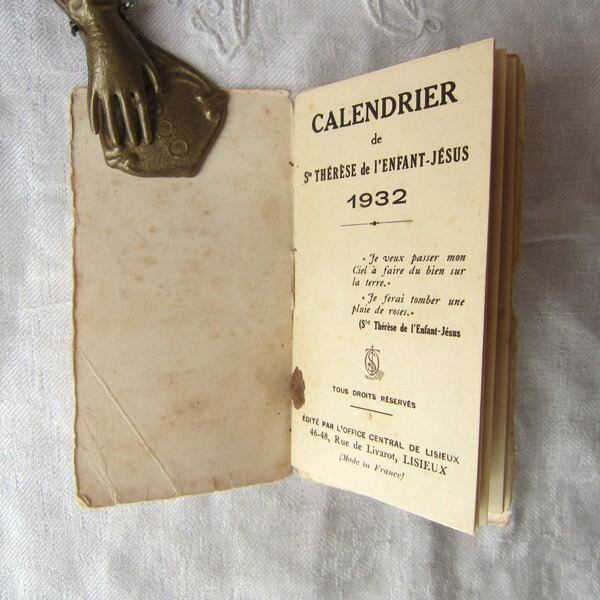 CALENDRIER
de
Ste THÉRÈSE de l'ENFANT-JÉSUS
1932
« Je veux passer mon
Ciel à faire du bien sur
la terre.»
« Je ferai tomber une
pluie de roses.»
(Ste Thérèse de l'Enfant-Jésus
TOUS DROITS RÉSERVÉS
ÉDITÉ PAR L'OFFICE CENTRAL DE LISIEUX
46-48, Rue de Livarot, LISIEUX
(Made in France)